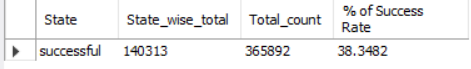 State State_wise_total Total_count % of Success
Rate
successful 140313 365892 38.3482